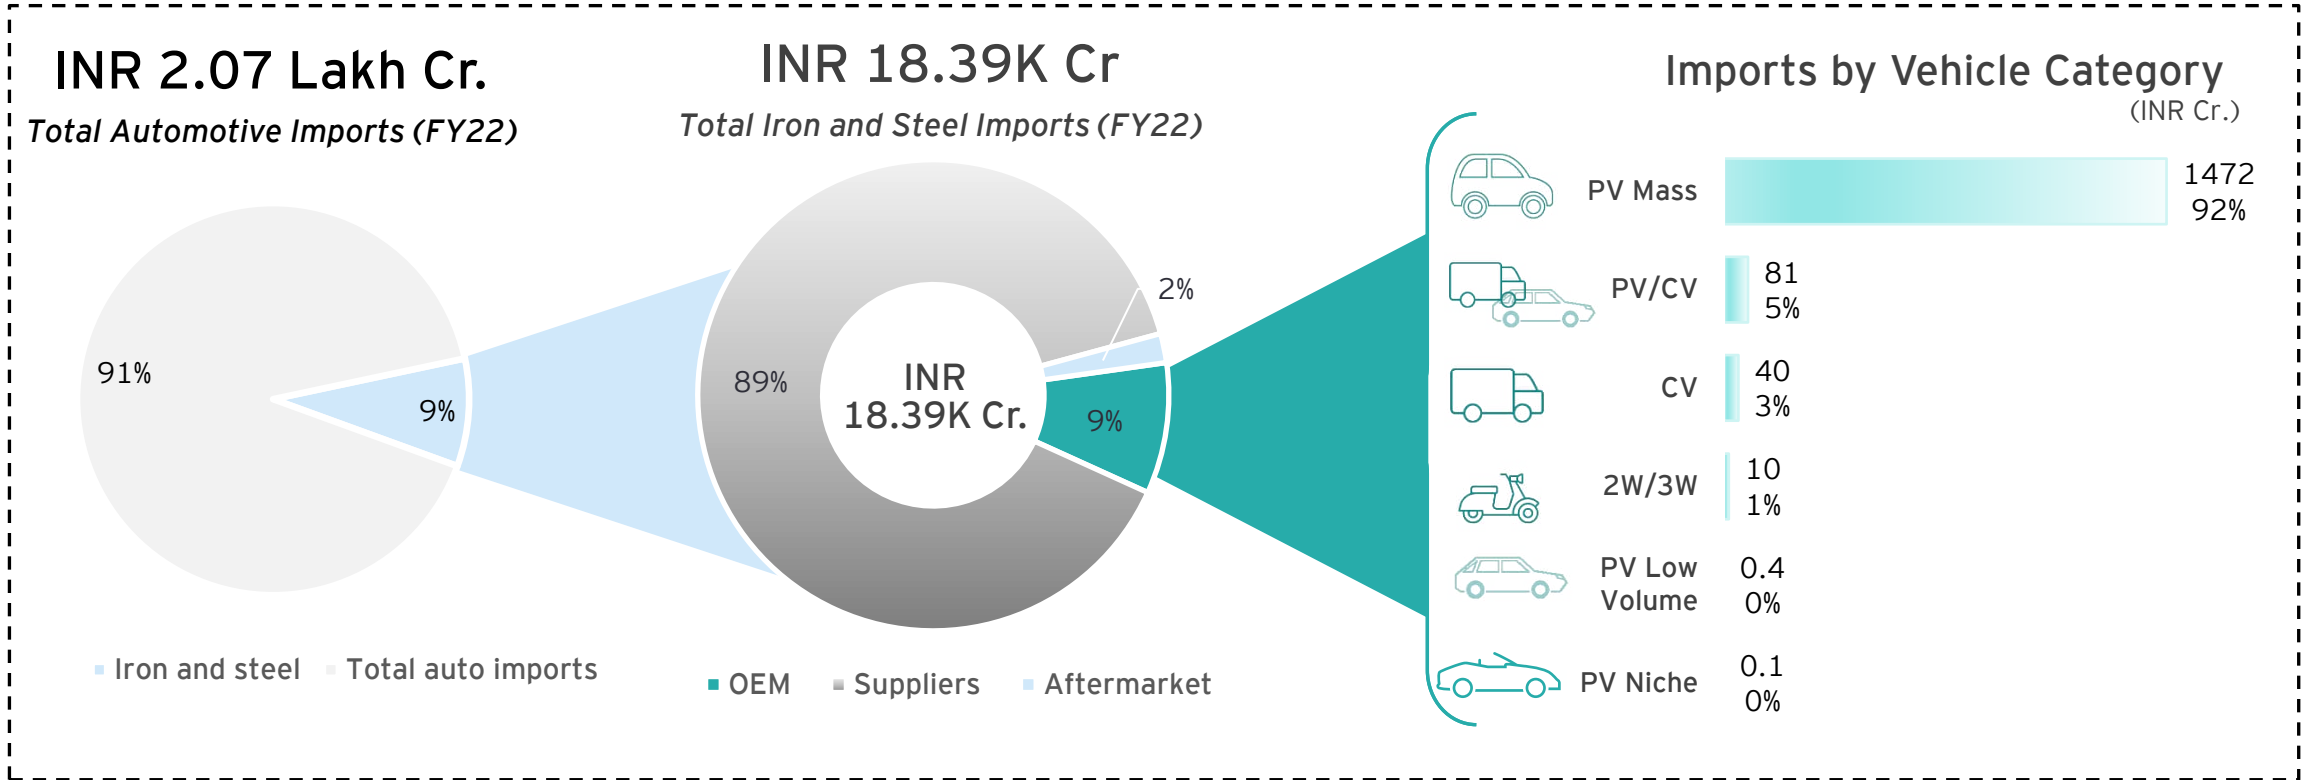 INR 2.07 Lakh Cr.
Total Automotive Imports (FY22)
91%
9%
Iron and steel
Total auto imports
INR 18.39K Cr
Total Iron and Steel Imports (FY22)
2%
89%
INR
18.39K Cr.
9%
OEM
Suppliers
Aftermarket
Imports by Vehicle Category
(INR Cr.)
PV Mass
1472
92%
PV/CV
81
5%
CV
40
3%
2W/3W
10
1%
PV Low
Volume
0.4
0%
PV Niche
0.1
0%